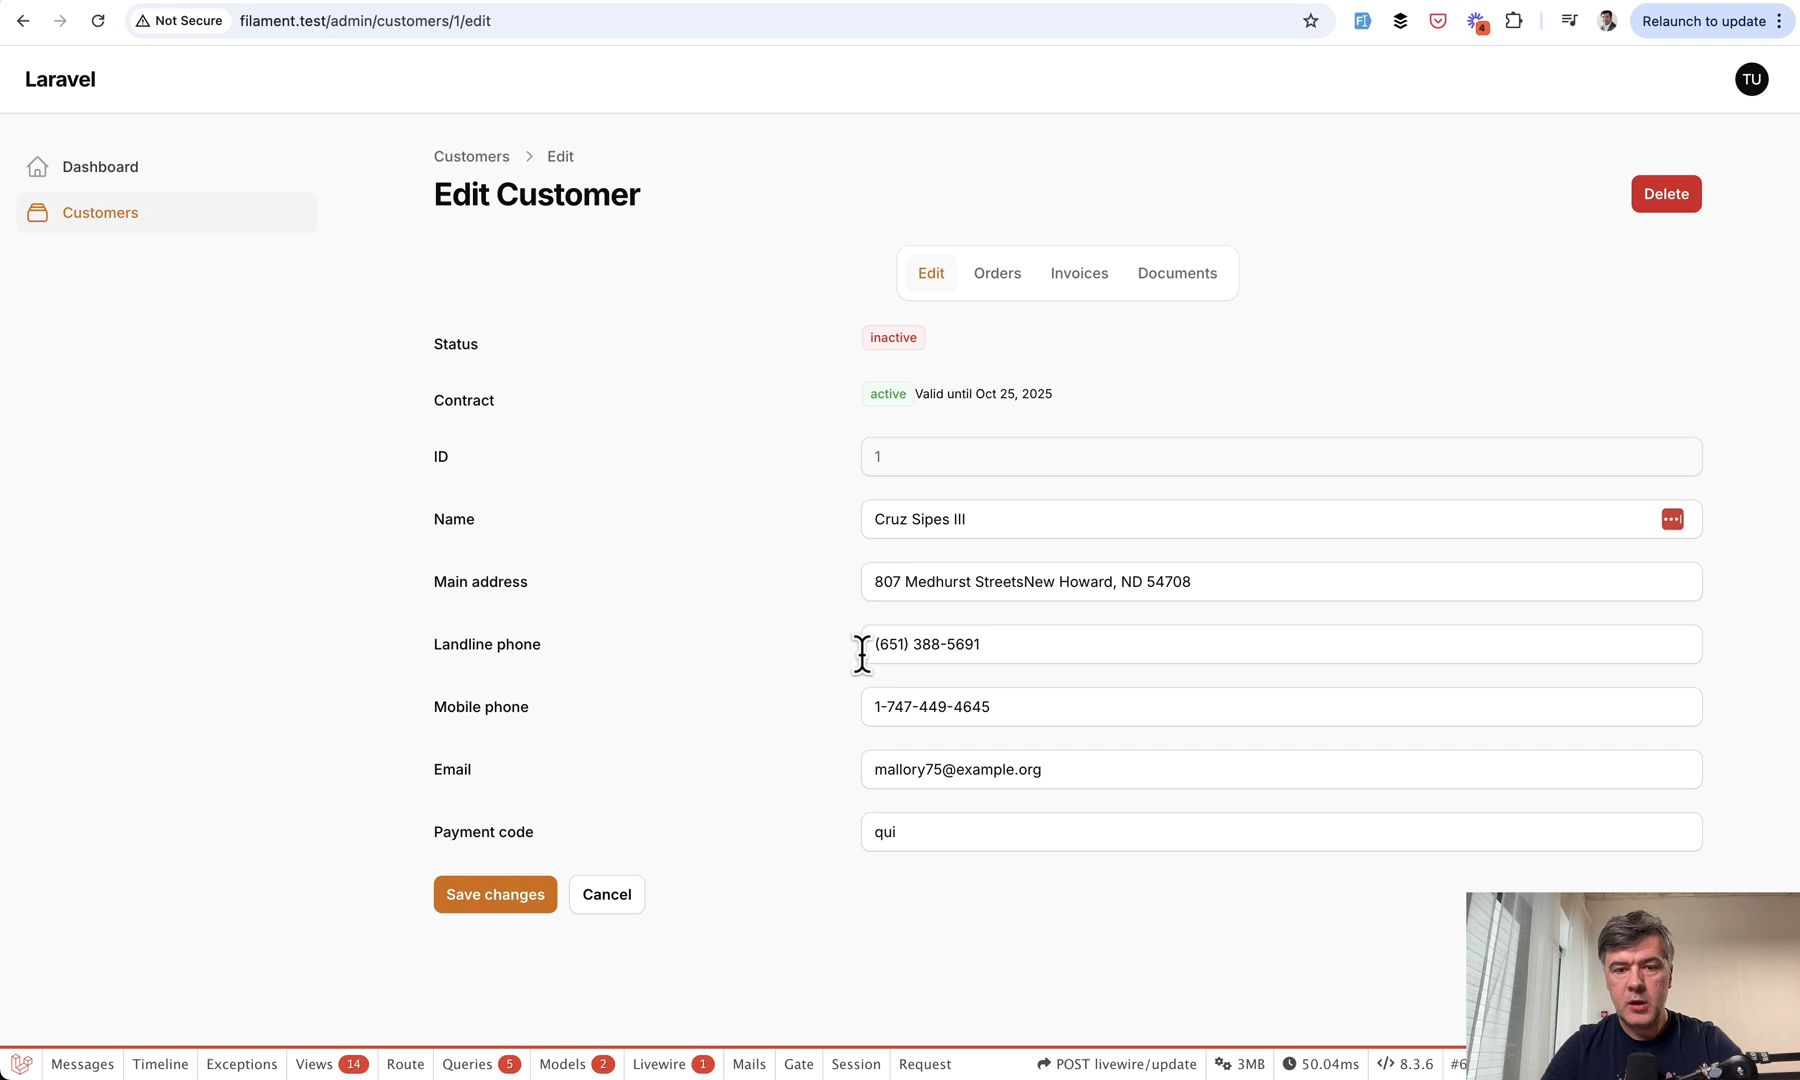 Not Secure
filament.test/admin/customers/1/edit
4
Relaunch to update
Laravel
TU
Dashboard
Customers
Customers > Edit
Edit Customer
Delete
Edit
Orders
Invoices
Documents
Status
inactive
Contract
active Valid until Oct 25, 2025
ID
1
Name
Cruz Sipes III
Main address
807 Medhurst StreetsNew Howard, ND 54708
Landline phone
(651) 388-5691
Mobile phone
1-747-449-4645
Email
mallory75@example.org
Payment code
qui
Save changes
Cancel
Messages
Timeline
Exceptions
Views 14
Route
Queries 5
Models 2
Livewire 1
Mails
Gate
Session
Request
POST livewire/update
3MB
50.04ms
8.3.6
#6